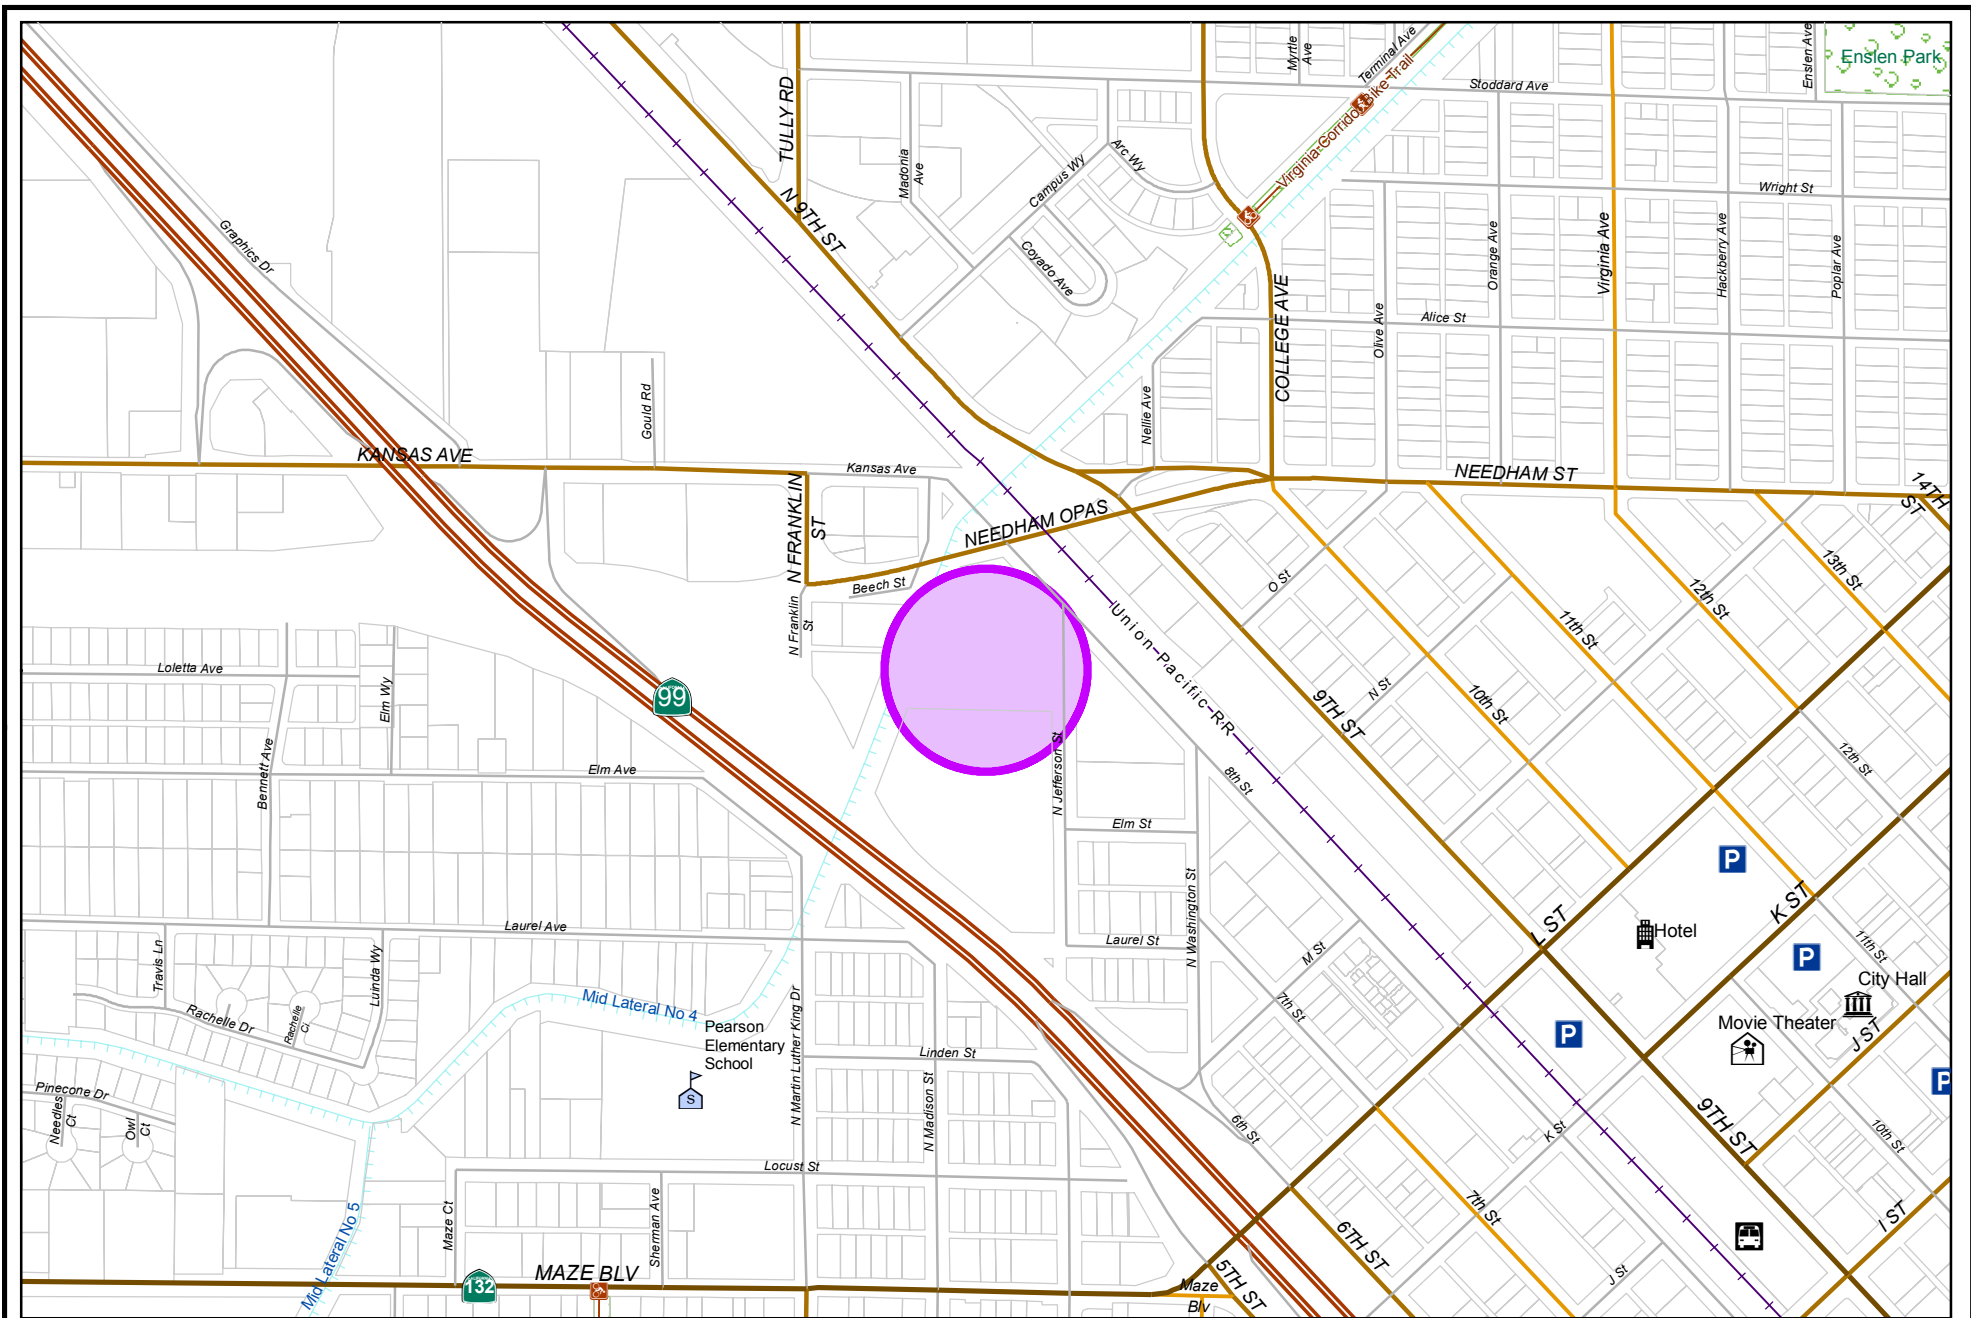 Enslen Park
Myrtle
Ave
Terminal Ave
Enslen Ave
Stoddard Ave
Virginia Corridor Bike Trail
TULLY RD
Madonia
Ave
Campus Wy
Arc Wy
Wright St
N 9TH ST
Graphics Dr
Coyado Ave
COLLEGE AVE
Olive Ave
Orange Ave
Virginia Ave
Hackberry Ave
Poplar Ave
Alice St
Gould Rd
Nellie Ave
KANSAS AVE
Kansas Ave
NEEDHAM ST
14TH
ST
N FRANKLIN
ST
NEEDHAM OPAS
Beech St
N Franklin
St
O St
13th St
12th St
11th St
Union Pacific RR
Loletta Ave
Elm Wy
99
N St
10th St
9TH ST
Bennett Ave
Elm Ave
N Jefferson St
8th St
12th St
Elm St
P
K ST
L ST
Hotel
Laurel Ave
Laurel St
N Washington St
M St
11th St
P
City Hall
Travis Ln
Luinda Wy
Rachelle Dr
Rachelle
Ct
Mid Lateral No 4
Pearson
Elementary
School
S
N Martin Luther King Dr
7th St
P
Movie Theater
J ST
Linden St
N Madison St
P
Pinecone Dr
Needles
Ct
Owl
Ct
6th St
K St
9TH ST
10th St
Locust St
Maze Ct
Sherman Ave
Mid Lateral No 5
7th St
I ST
6TH ST
J St
MAZE BLV
132
5TH ST
Maze
Blv